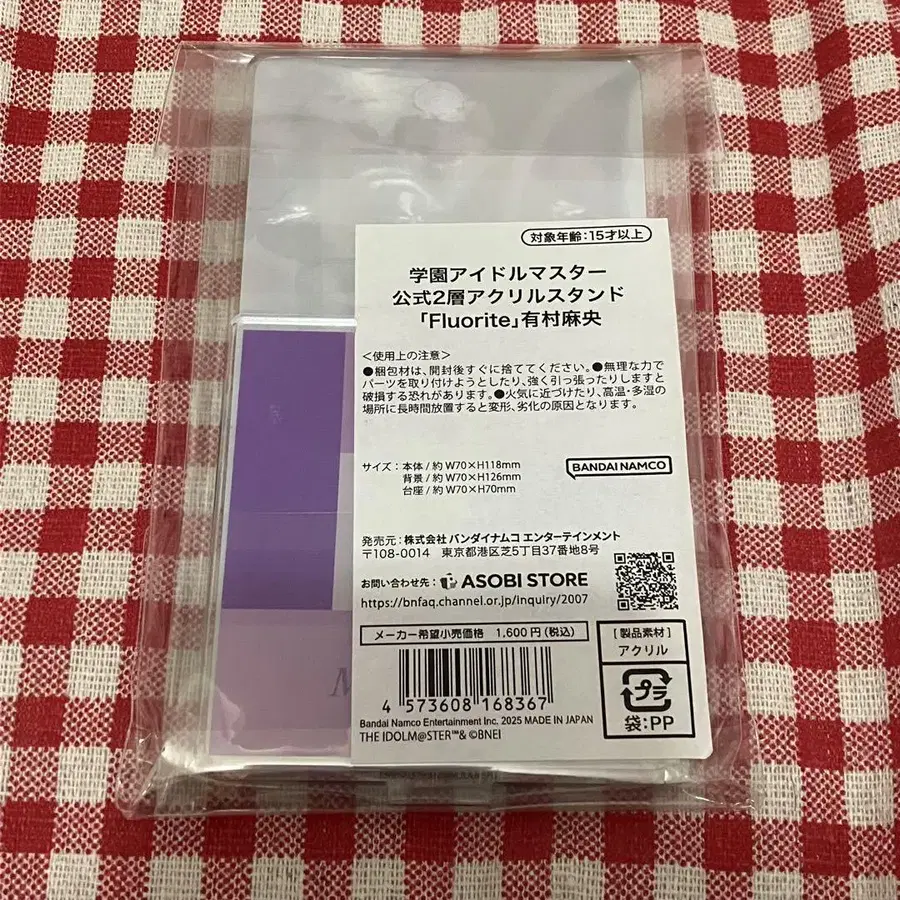 対象年齢:15才以上
学園アイドルマスター
公式2層アクリルスタンド
「Fluorite」有村麻央
＜使用上の注意＞
●梱包材は、開封後すぐに捨ててください。●無理な力で
パーツを取り付けようとしたり、強く引っ張ったりしますと
破損する恐れがあります。●火気に近づけたり、高温・多湿の
場所に長時間放置すると変形、劣化の原因となります。
サイズ：本体/約 W70×H118mm
背景/約 W70×H126mm
台座/約 W70×H70mm
BANDAI NAMCO
発売元：株式会社 バンダイナムコ エンターテインメント
〒108-0014 東京都港区芝5丁目37番地8号
お問い合わせ先： ASOBI STORE
https://bnfaq.channel.or.jp/inquiry/2007
メーカー希望小売価格 1,600円(税込)
[製品素材]
アクリル
プラ
袋:PP
4 573608 168367
Bandai Namco Entertainment Inc. 2025 MADE IN JAPAN
THE IDOLM@STER™& ©BNEI
M